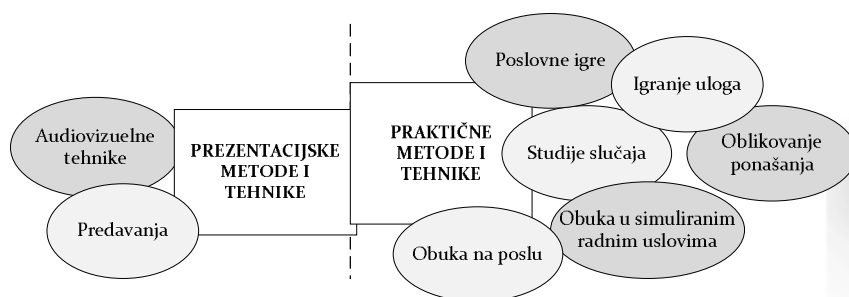 Audiovizuelne
tehnike
Predavanja
PREZENTACIJSKE
METODE I
TEHNIKE
PRAKTIČNE
METODE I
TEHNIKE
Poslovne igre
Igranje uloga
Studije slučaja
Oblikovanje
ponašanja
Obuka u simuliranim
radnim uslovima
Obuka na poslu